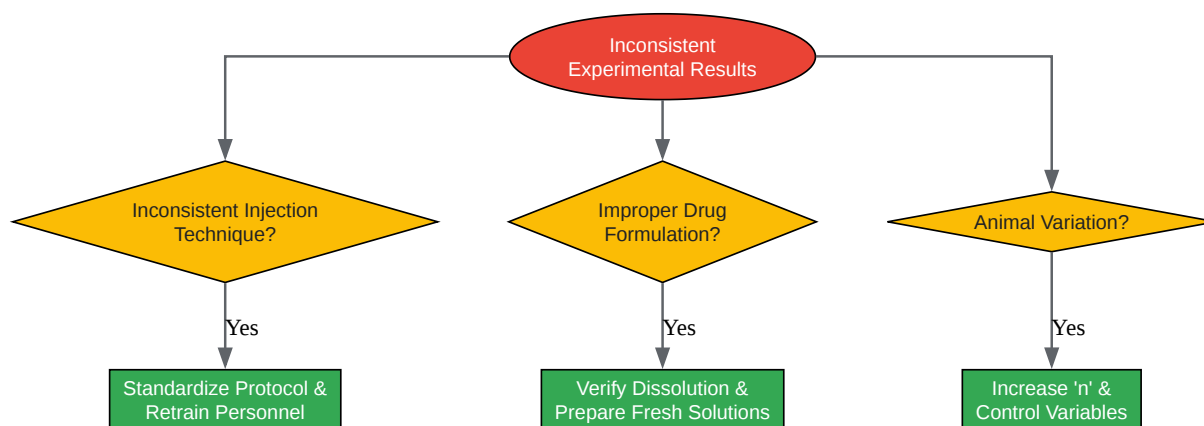 Inconsistent
Experimental Results
Inconsistent Injection
Technique?
Improper Drug
Formulation?
Animal Variation?
Yes
Yes
Yes
Standardize Protocol &
Retrain Personnel
Verify Dissolution &
Prepare Fresh Solutions
Increase 'n' &
Control Variables